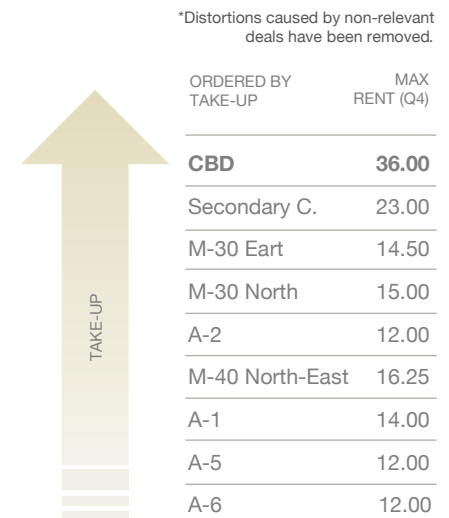 *Distortions caused by non-relevant
deals have been removed.
ORDERED BY
TAKE-UP
MAX
RENT (Q4)
CBD 36.00
Secondary C. 23.00
M-30 Eart 14.50
M-30 North 15.00
A-2 12.00
M-40 North-East 16.25
A-1 14.00
A-5 12.00
A-6 12.00
TAKE-UP